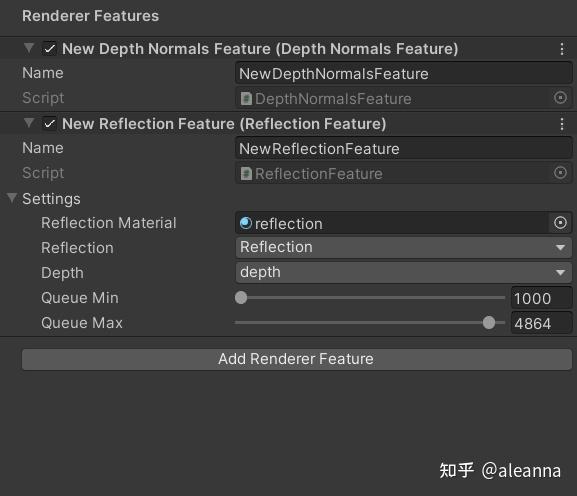 Renderer Features
New Depth Normals Feature (Depth Normals Feature)
Name NewDepthNormalsFeature
Script DepthNormalsFeature
New Reflection Feature (Reflection Feature)
Name NewReflectionFeature
Script ReflectionFeature
Settings
Reflection Material reflection
Reflection Reflection
Depth depth
Queue Min 1000
Queue Max 4864
Add Renderer Feature
知乎 @aleanna